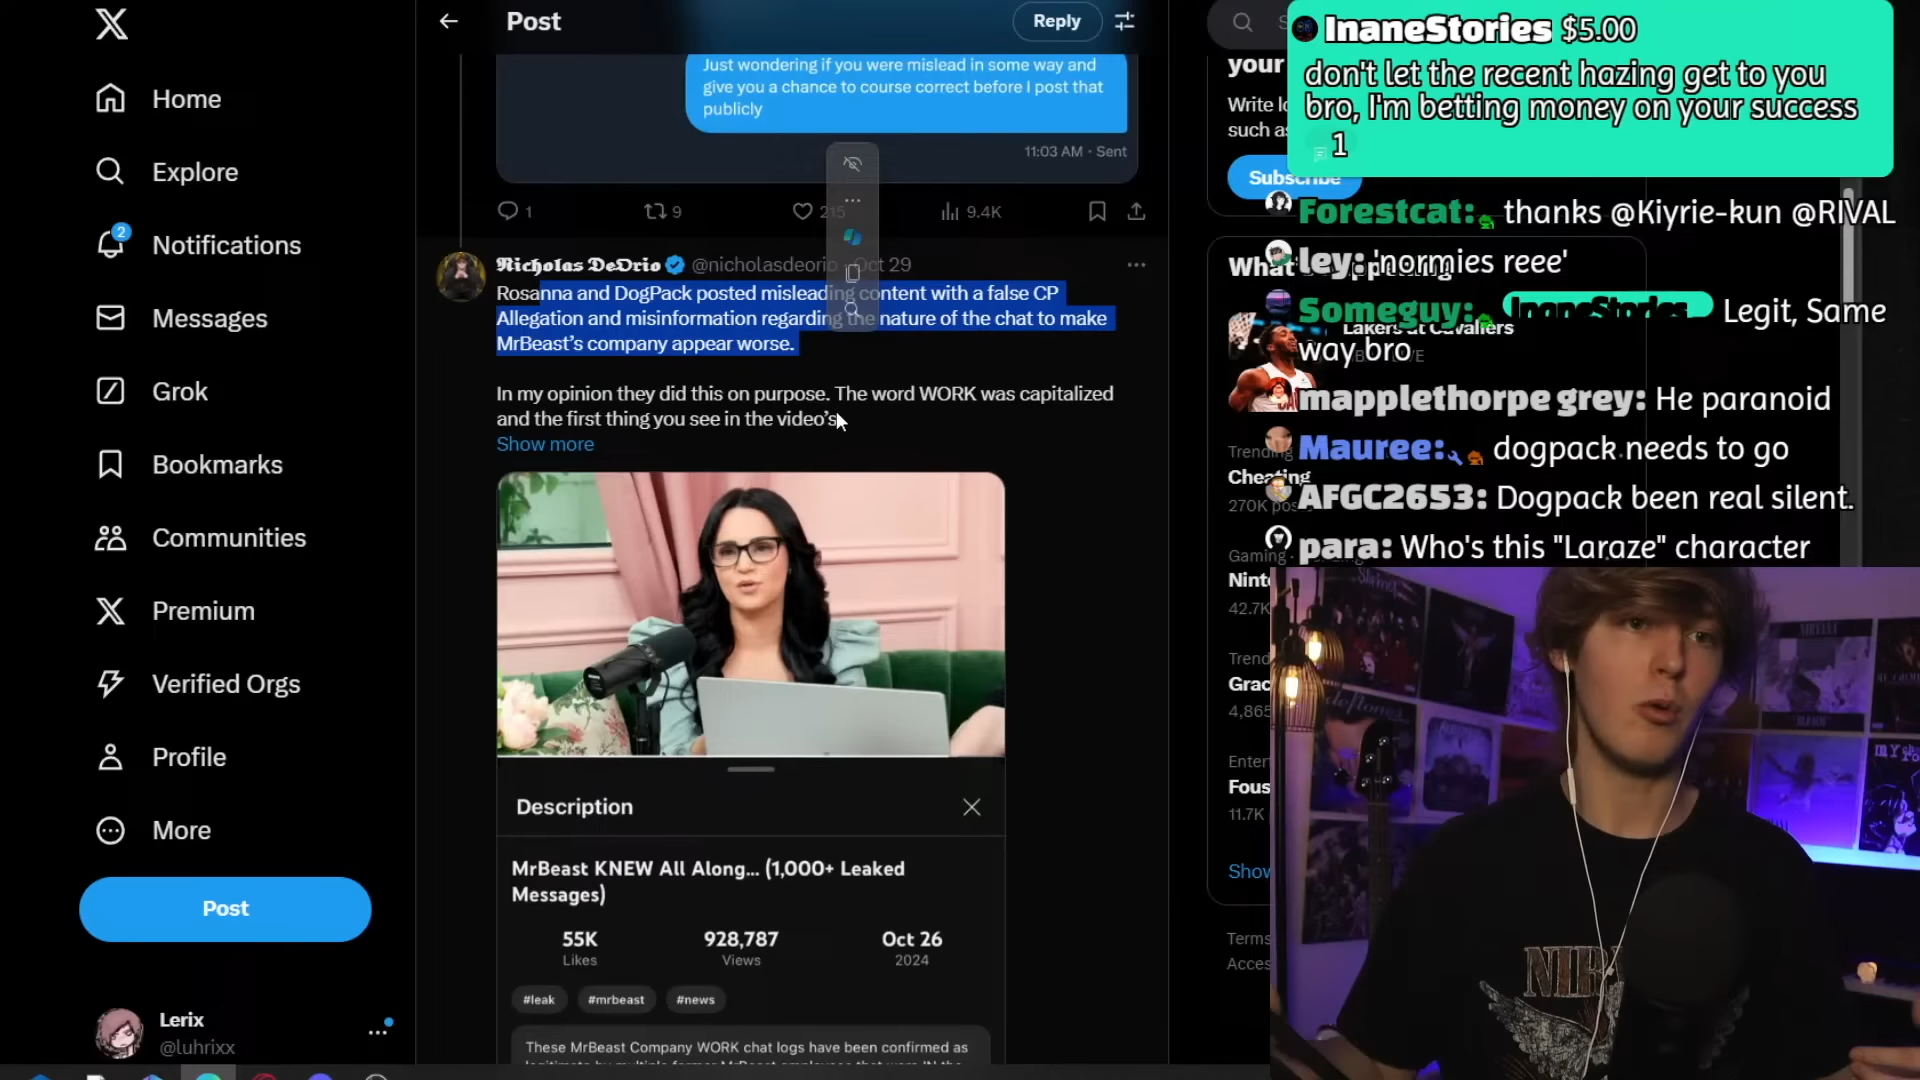 Post
Reply
Just wondering if you were mislead in some way and
give you a chance to course correct before I post that
publicly
11:03 AM · Sent
1
9
215
9.4K
Home
Explore
2
Notifications
Messages
Grok
Bookmarks
Communities
Premium
Verified Orgs
Profile
More
Post
Lerix
@luhrixx
Nicholas DeOrio @nicholasdeorio Oct 29
Rosanna and DogPack posted misleading content with a false CP
Allegation and misinformation regarding the nature of the chat to make
MrBeast's company appear worse.
In my opinion they did this on purpose. The word WORK was capitalized
and the first thing you see in the video's
Show more
Description
MrBeast KNEW All Along... (1,000+ Leaked
Messages)
55K
928,787
Oct 26
Likes
Views
2024
#leak
#mrbeast
#news
These MrBeast Company WORK chat logs have been confirmed as
InaneStories $5.00
don't let the recent hazing get to you
bro, I'm betting money on your success
1
your
such as
Subscribe
Forestcat: thanks @Kiyrie-kun @RIVAL
What
ley: 'normies reee'
Someguy: InaneStories Legit, Same
way bro
Lakers at Cavaliers
mapplethorpe grey: He paranoid
Mauree: dogpack needs to go
Trending
Cheating
AFGC2653: Dogpack been real silent.
270K
para: Who's this "Laraze" character
Gaming
42.7K
4,865
11.7K
Show
Terms
deftones
NIRVANA